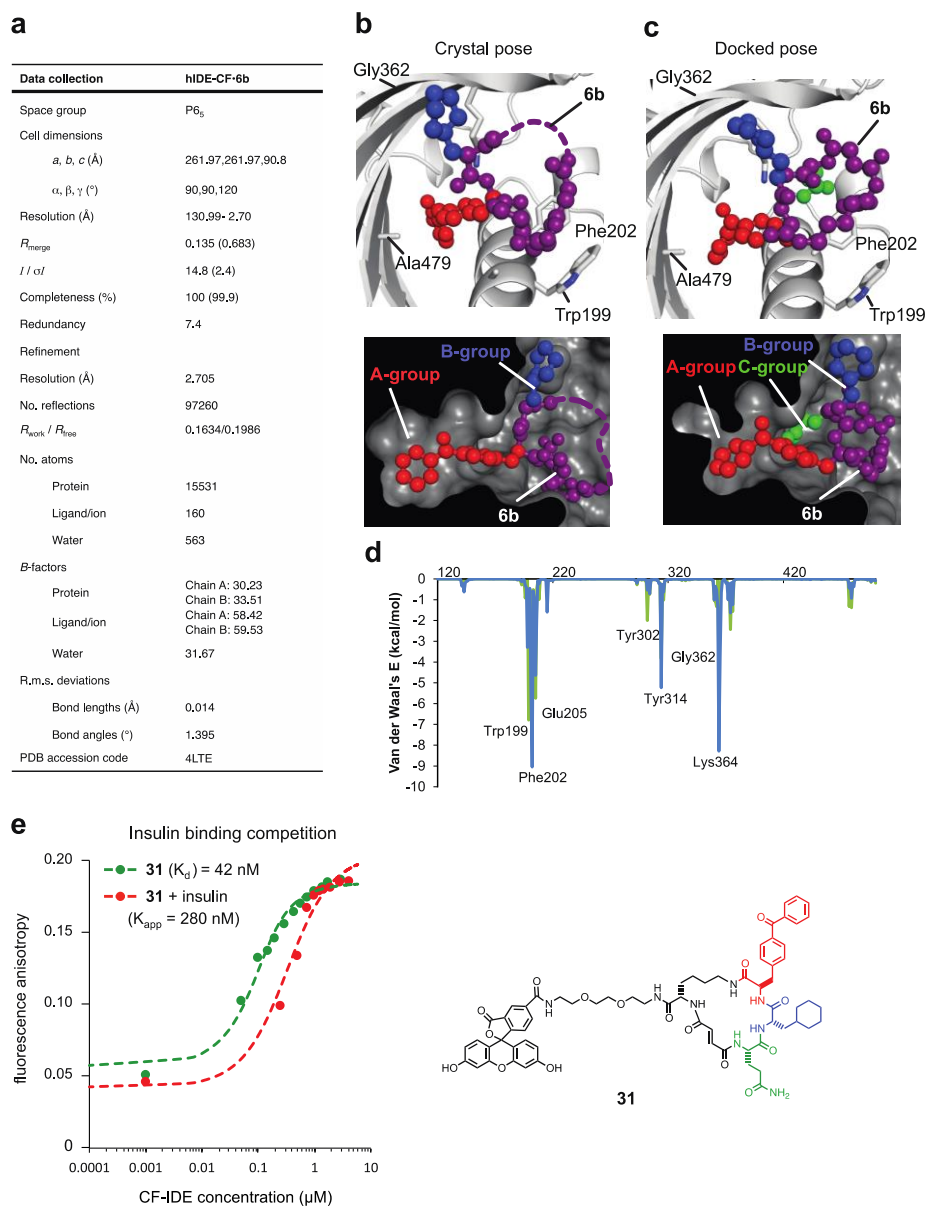 a
Data collection hIDE-CF•6b
Space group P6₅
Cell dimensions
a, b, c (Å) 261.97,261.97,90.8
α, β, γ (°) 90,90,120
Resolution (Å) 130.99- 2.70
Rmerge 0.135 (0.683)
I / σI 14.8 (2.4)
Completeness (%) 100 (99.9)
Redundancy 7.4
Refinement
Resolution (Å) 2.705
No. reflections 97260
Rwork / Rfree 0.1634/0.1986
No. atoms
Protein 15531
Ligand/ion 160
Water 563
B-factors
Protein Chain A: 30.23
Chain B: 33.51
Ligand/ion Chain A: 58.42
Chain B: 59.53
Water 31.67
R.m.s. deviations
Bond lengths (Å) 0.014
Bond angles (°) 1.395
PDB accession code 4LTE
b
Crystal pose
Gly362
6b
Phe202
Ala479
Trp199
B-group
A-group
6b
c
Docked pose
Gly362
6b
Phe202
Ala479
Trp199
B-group
A-group C-group
6b
d
120 220 320 420
0
-1
-2
-3
-4
-5
-6
-7
-8
-9
-10
Van der Waal's E (kcal/mol)
Tyr302
Gly362
Tyr314
Glu205
Trp199
Lys364
Phe202
e
Insulin binding competition
31 (Kd) = 42 nM
31 + insulin
(Kapp = 280 nM)
0.20
0.15
0.10
0.05
0
fluorescence anisotropy
0.0001 0.001 0.01 0.1 1 10
CF-IDE concentration (µM)
O
O
N
H
O
O
H
N
O
NH
O
O
N
H
O
HN
O
NH
O
HN
O
O
NH₂
O
O
HO
O
OH
31